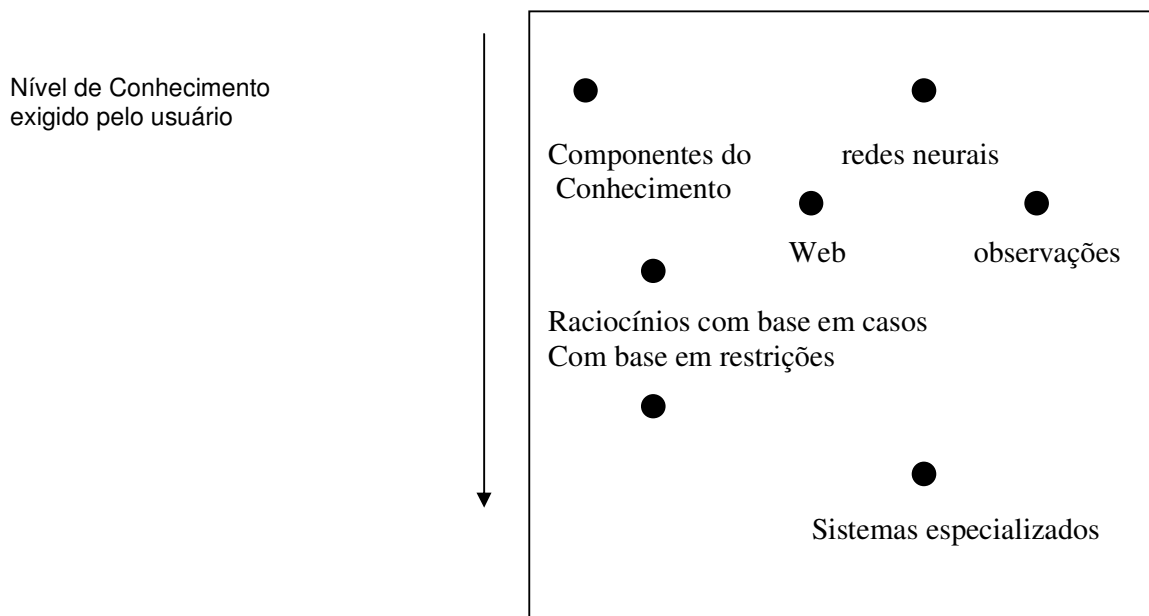 Nível de Conhecimento
exigido pelo usuário
Componentes do
Conhecimento
redes neurais
Web
observações
Raciocínios com base em casos
Com base em restrições
Sistemas especializados